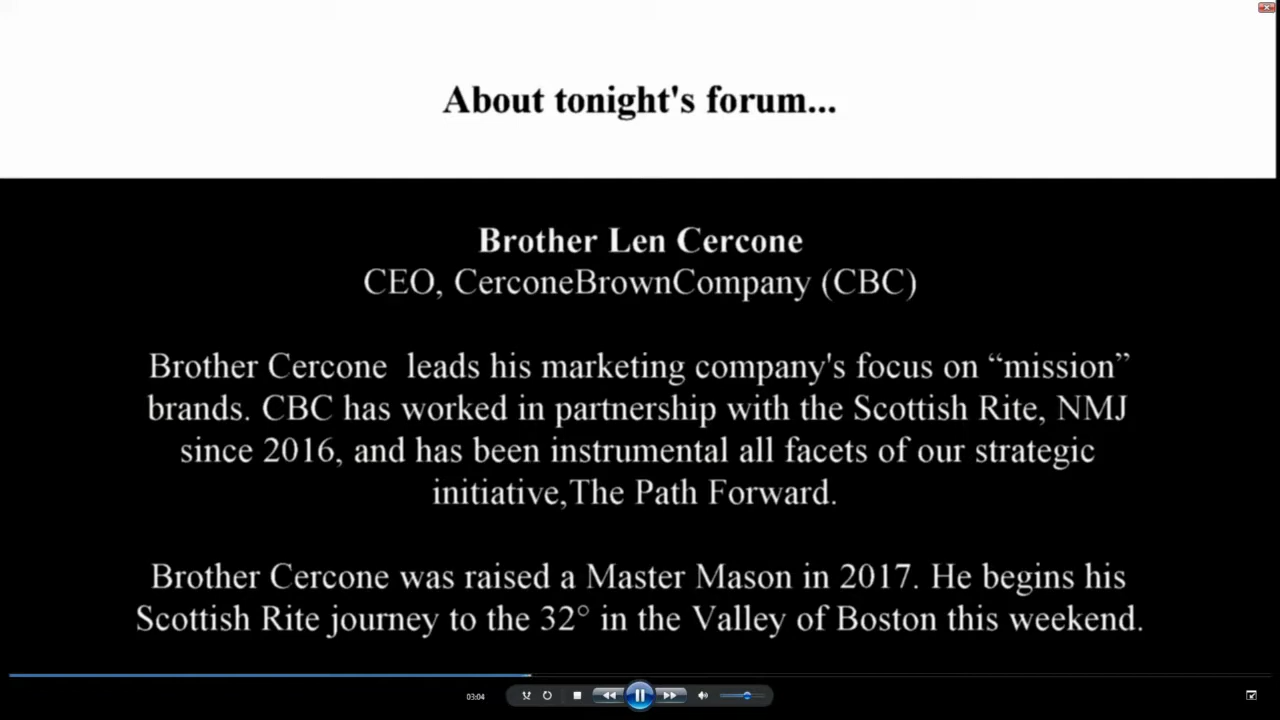 About tonight's forum...
Brother Len Cercone
CEO, CerconeBrownCompany (CBC)
Brother Cercone  leads his marketing company's focus on “mission”
brands. CBC has worked in partnership with the Scottish Rite, NMJ
since 2016, and has been instrumental all facets of our strategic
initiative,The Path Forward.
Brother Cercone was raised a Master Mason in 2017. He begins his
Scottish Rite journey to the 32° in the Valley of Boston this weekend.
03:04